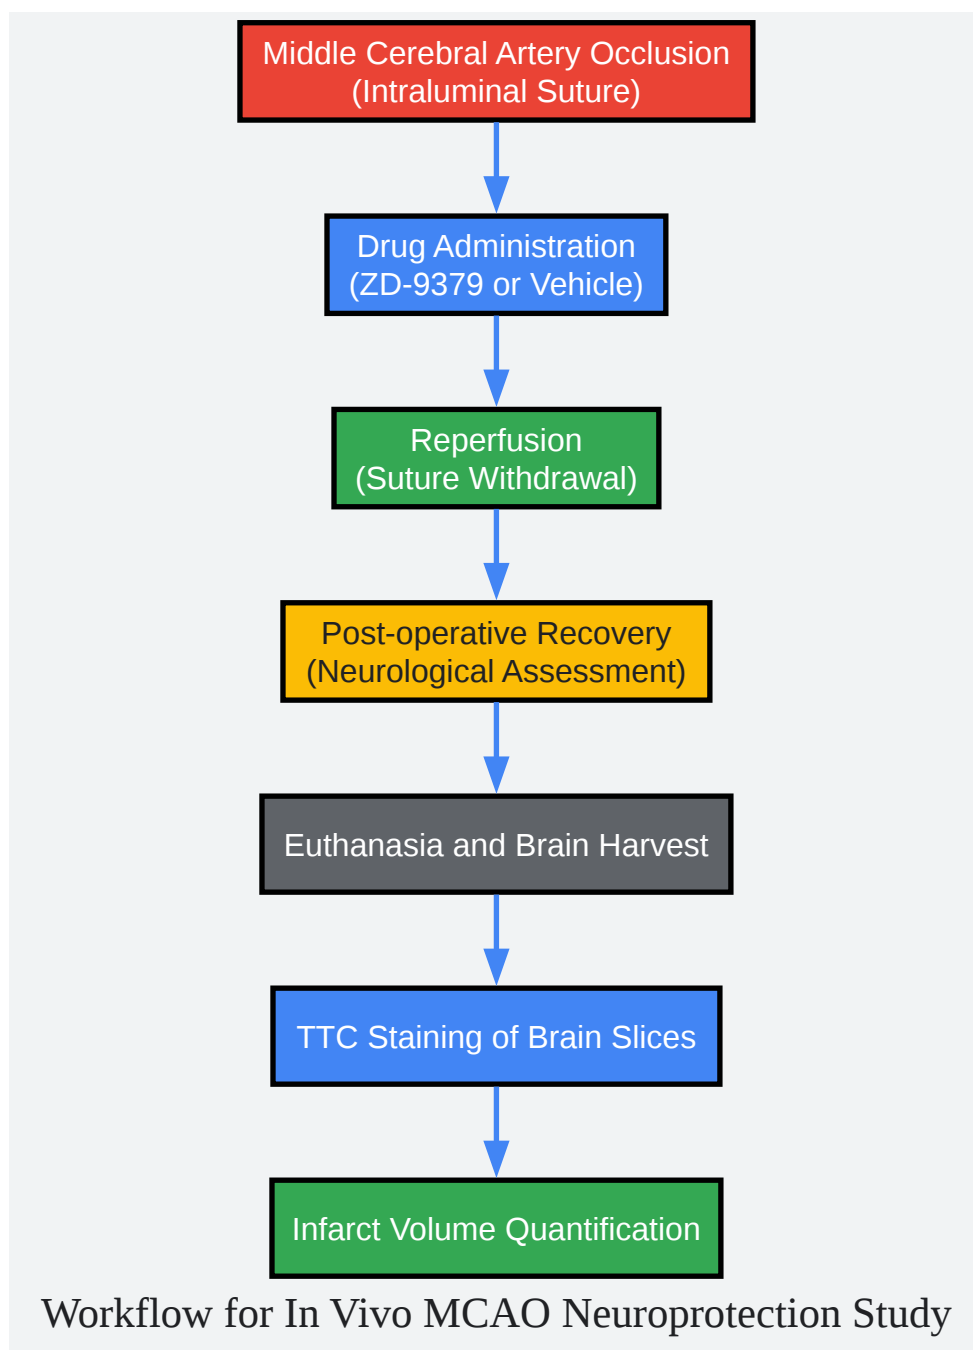 Middle Cerebral Artery Occlusion
(Intraluminal Suture)
Drug Administration
(ZD-9379 or Vehicle)
Reperfusion
(Suture Withdrawal)
Post-operative Recovery
(Neurological Assessment)
Euthanasia and Brain Harvest
TTC Staining of Brain Slices
Infarct Volume Quantification
Workflow for In Vivo MCAO Neuroprotection Study